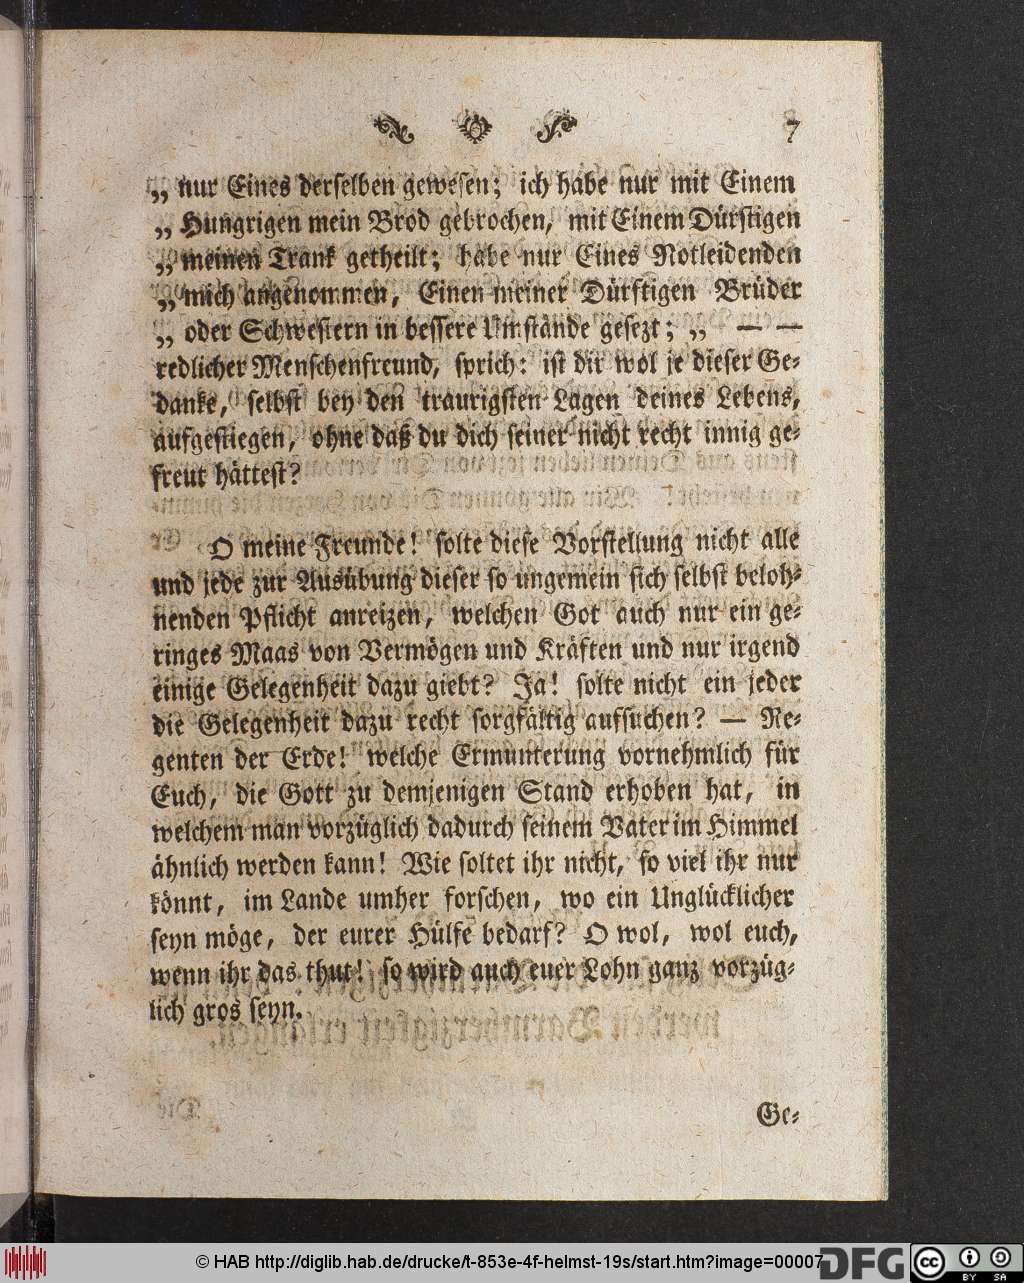 7
„ nur Eines derselben gewesen; ich habe nur mit Einem
„ Hungrigen mein Brod gebrochen, mit Einem Dürstigen
„ meinen Trank getheilt; habe nur Eines Notleidenden
„ mich angenommen, Einen meiner Dürftigen Brüder
„ oder Schwestern in bessere Umstände gesezt; „ — —
redlicher Menschenfreund, sprich: ist dir wol je dieser Ge-
danke, selbst bey den traurigsten Lagen deines Lebens,
aufgestiegen, ohne daß du dich seiner nicht recht innig ge-
freut hättest?
O meine Freunde! solte diese Vorstellung nicht alle
und jede zur Ausübung dieser so ungemein sich selbst beloh-
nenden Pflicht anreizen, welchen Got auch nur ein ge-
ringes Maas von Vermögen und Kräften und nur irgend
einige Gelegenheit dazu giebt? Ja! solte nicht ein jeder
die Gelegenheit dazu recht sorgfältig aufsuchen? — Re-
genten der Erde! welche Ermunterung vornehmlich für
Euch, die Gott zu demjenigen Stand erhoben hat, in
welchem man vorzüglich dadurch seinem Vater im Himmel
ähnlich werden kann! Wie soltet ihr nicht, so viel ihr nur
könnt, im Lande umher forschen, wo ein Unglücklicher
seyn möge, der eurer Hülfe bedarf? O wol, wol euch,
wenn ihr das thut! so wird auch euer Lohn ganz vorzüg-
lich gros seyn.
Ge-
© HAB http://diglib.hab.de/drucke/t-853e-4f-helmst-19s/start.htm?image=00007
DFG
cc BY SA